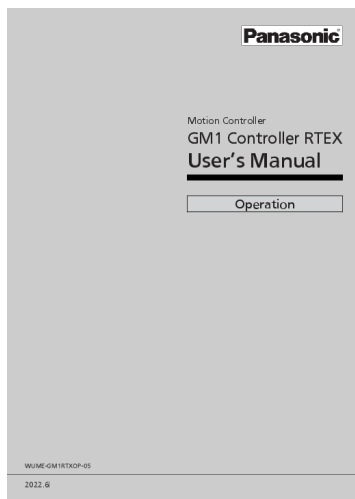 Panasonic
Motion Controller
GM1 Controller RTEX
User's Manual
Operation
WUME-GM1RTXOP-05
2022.6